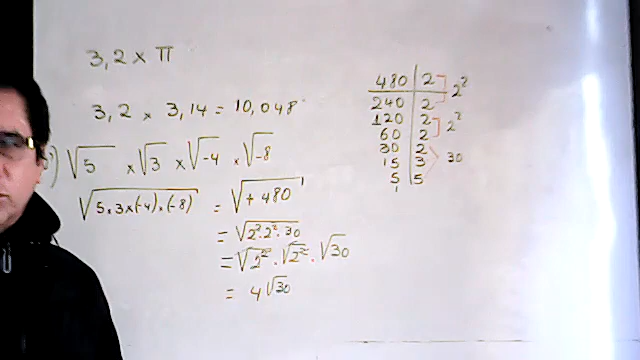 3,2 x π
3,2 x 3,14 = 10,048
) √5 x √3 x √-4 x √-8
√5x3x(-4)x(-8) = √+480
= √2².2².30
= √2² . √2² . √30
= 4√30
480 | 2
240 | 2
2²
120 | 2
60 | 2
2²
30 | 2
15 | 3
5 | 5
30
1